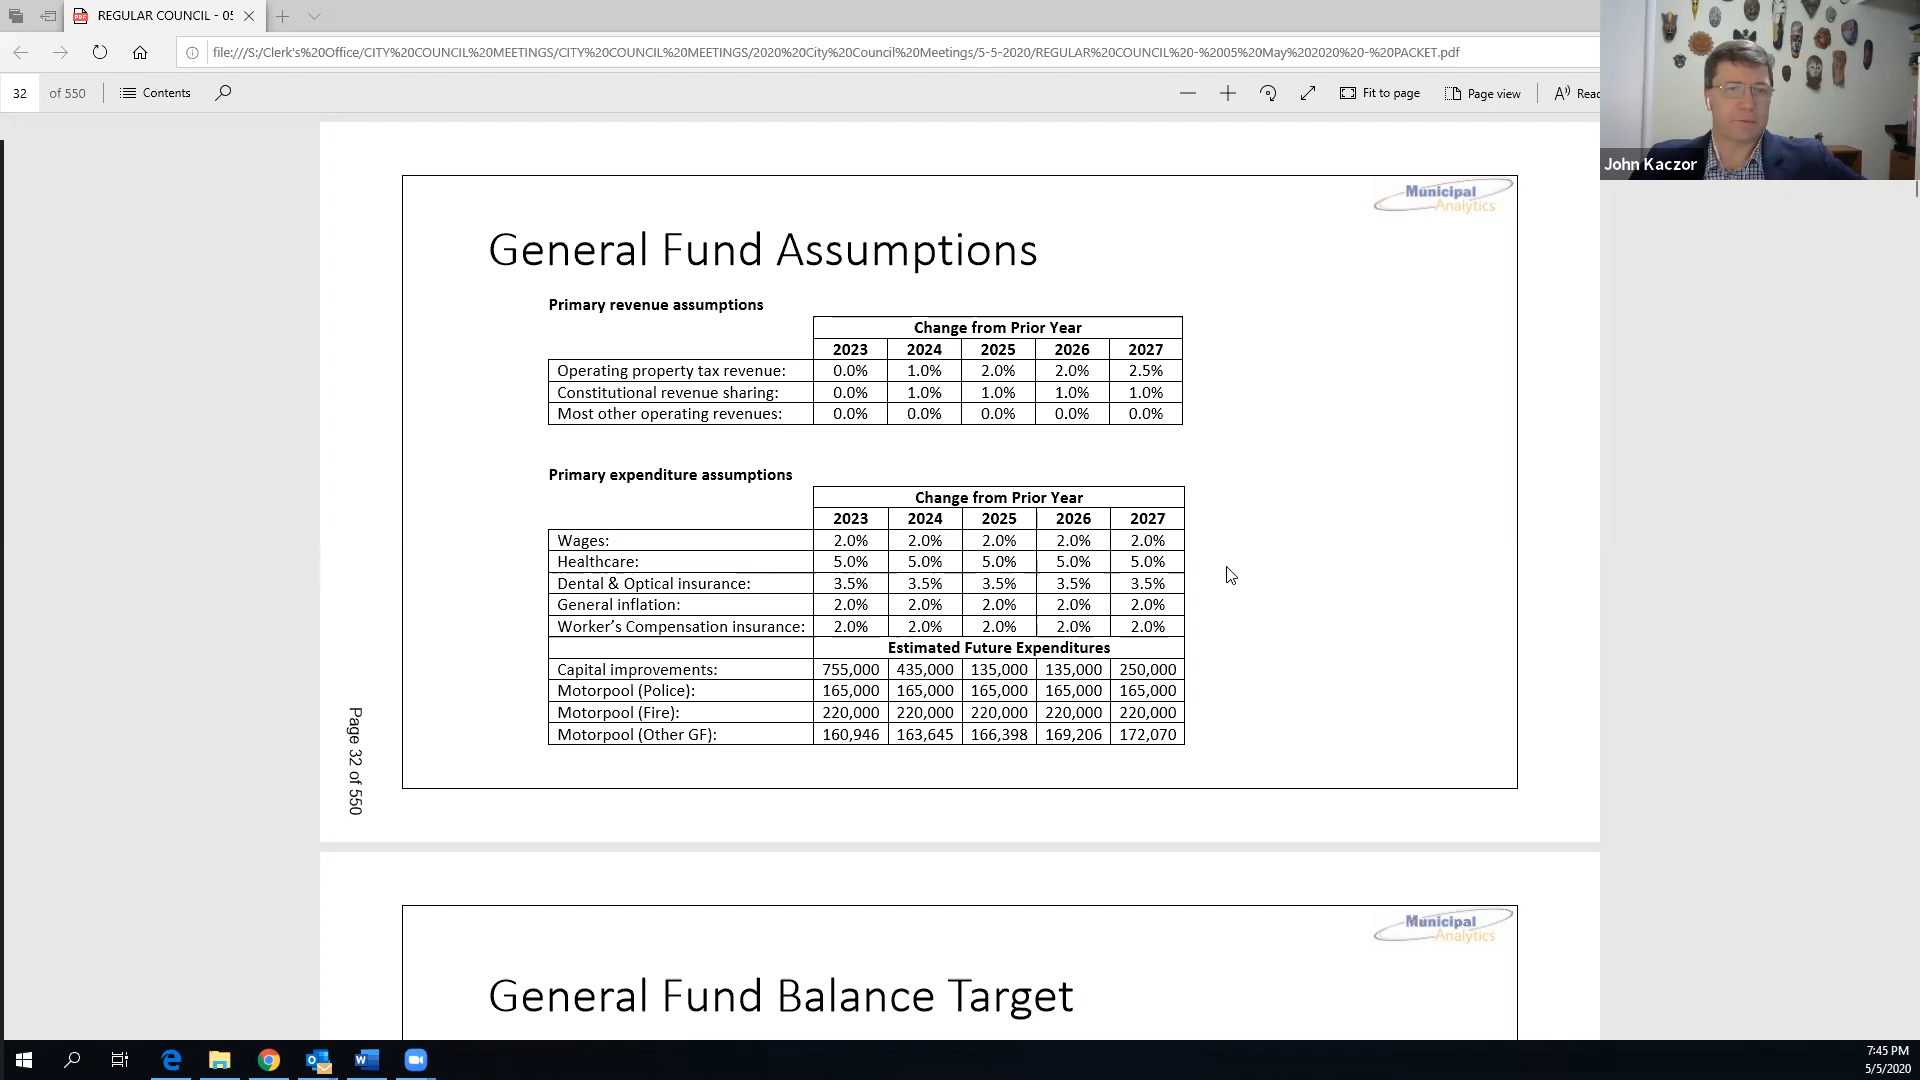 REGULAR COUNCIL - 05
file:///S:/Clerk's%20Office/CITY%20COUNCIL%20MEETINGS/CITY%20COUNCIL%20MEETINGS/2020%20City%20Council%20Meetings/5-5-2020/REGULAR%20COUNCIL%20-%2005%20May%202020%20-%20PACKET.pdf
32 of 550 Contents Fit to page Page view Read
John Kaczor
Municipal
Analytics
General Fund Assumptions
Primary revenue assumptions
Change from Prior Year
2023 2024 2025 2026 2027
Operating property tax revenue: 0.0% 1.0% 2.0% 2.0% 2.5%
Constitutional revenue sharing: 0.0% 1.0% 1.0% 1.0% 1.0%
Most other operating revenues: 0.0% 0.0% 0.0% 0.0% 0.0%
Primary expenditure assumptions
Change from Prior Year
2023 2024 2025 2026 2027
Wages: 2.0% 2.0% 2.0% 2.0% 2.0%
Healthcare: 5.0% 5.0% 5.0% 5.0% 5.0%
Dental & Optical insurance: 3.5% 3.5% 3.5% 3.5% 3.5%
General inflation: 2.0% 2.0% 2.0% 2.0% 2.0%
Worker's Compensation insurance: 2.0% 2.0% 2.0% 2.0% 2.0%
Estimated Future Expenditures
Capital improvements: 755,000 435,000 135,000 135,000 250,000
Motorpool (Police): 165,000 165,000 165,000 165,000 165,000
Motorpool (Fire): 220,000 220,000 220,000 220,000 220,000
Motorpool (Other GF): 160,946 163,645 166,398 169,206 172,070
Page 32 of 550
Municipal
Analytics
General Fund Balance Target
7:45 PM
5/5/2020